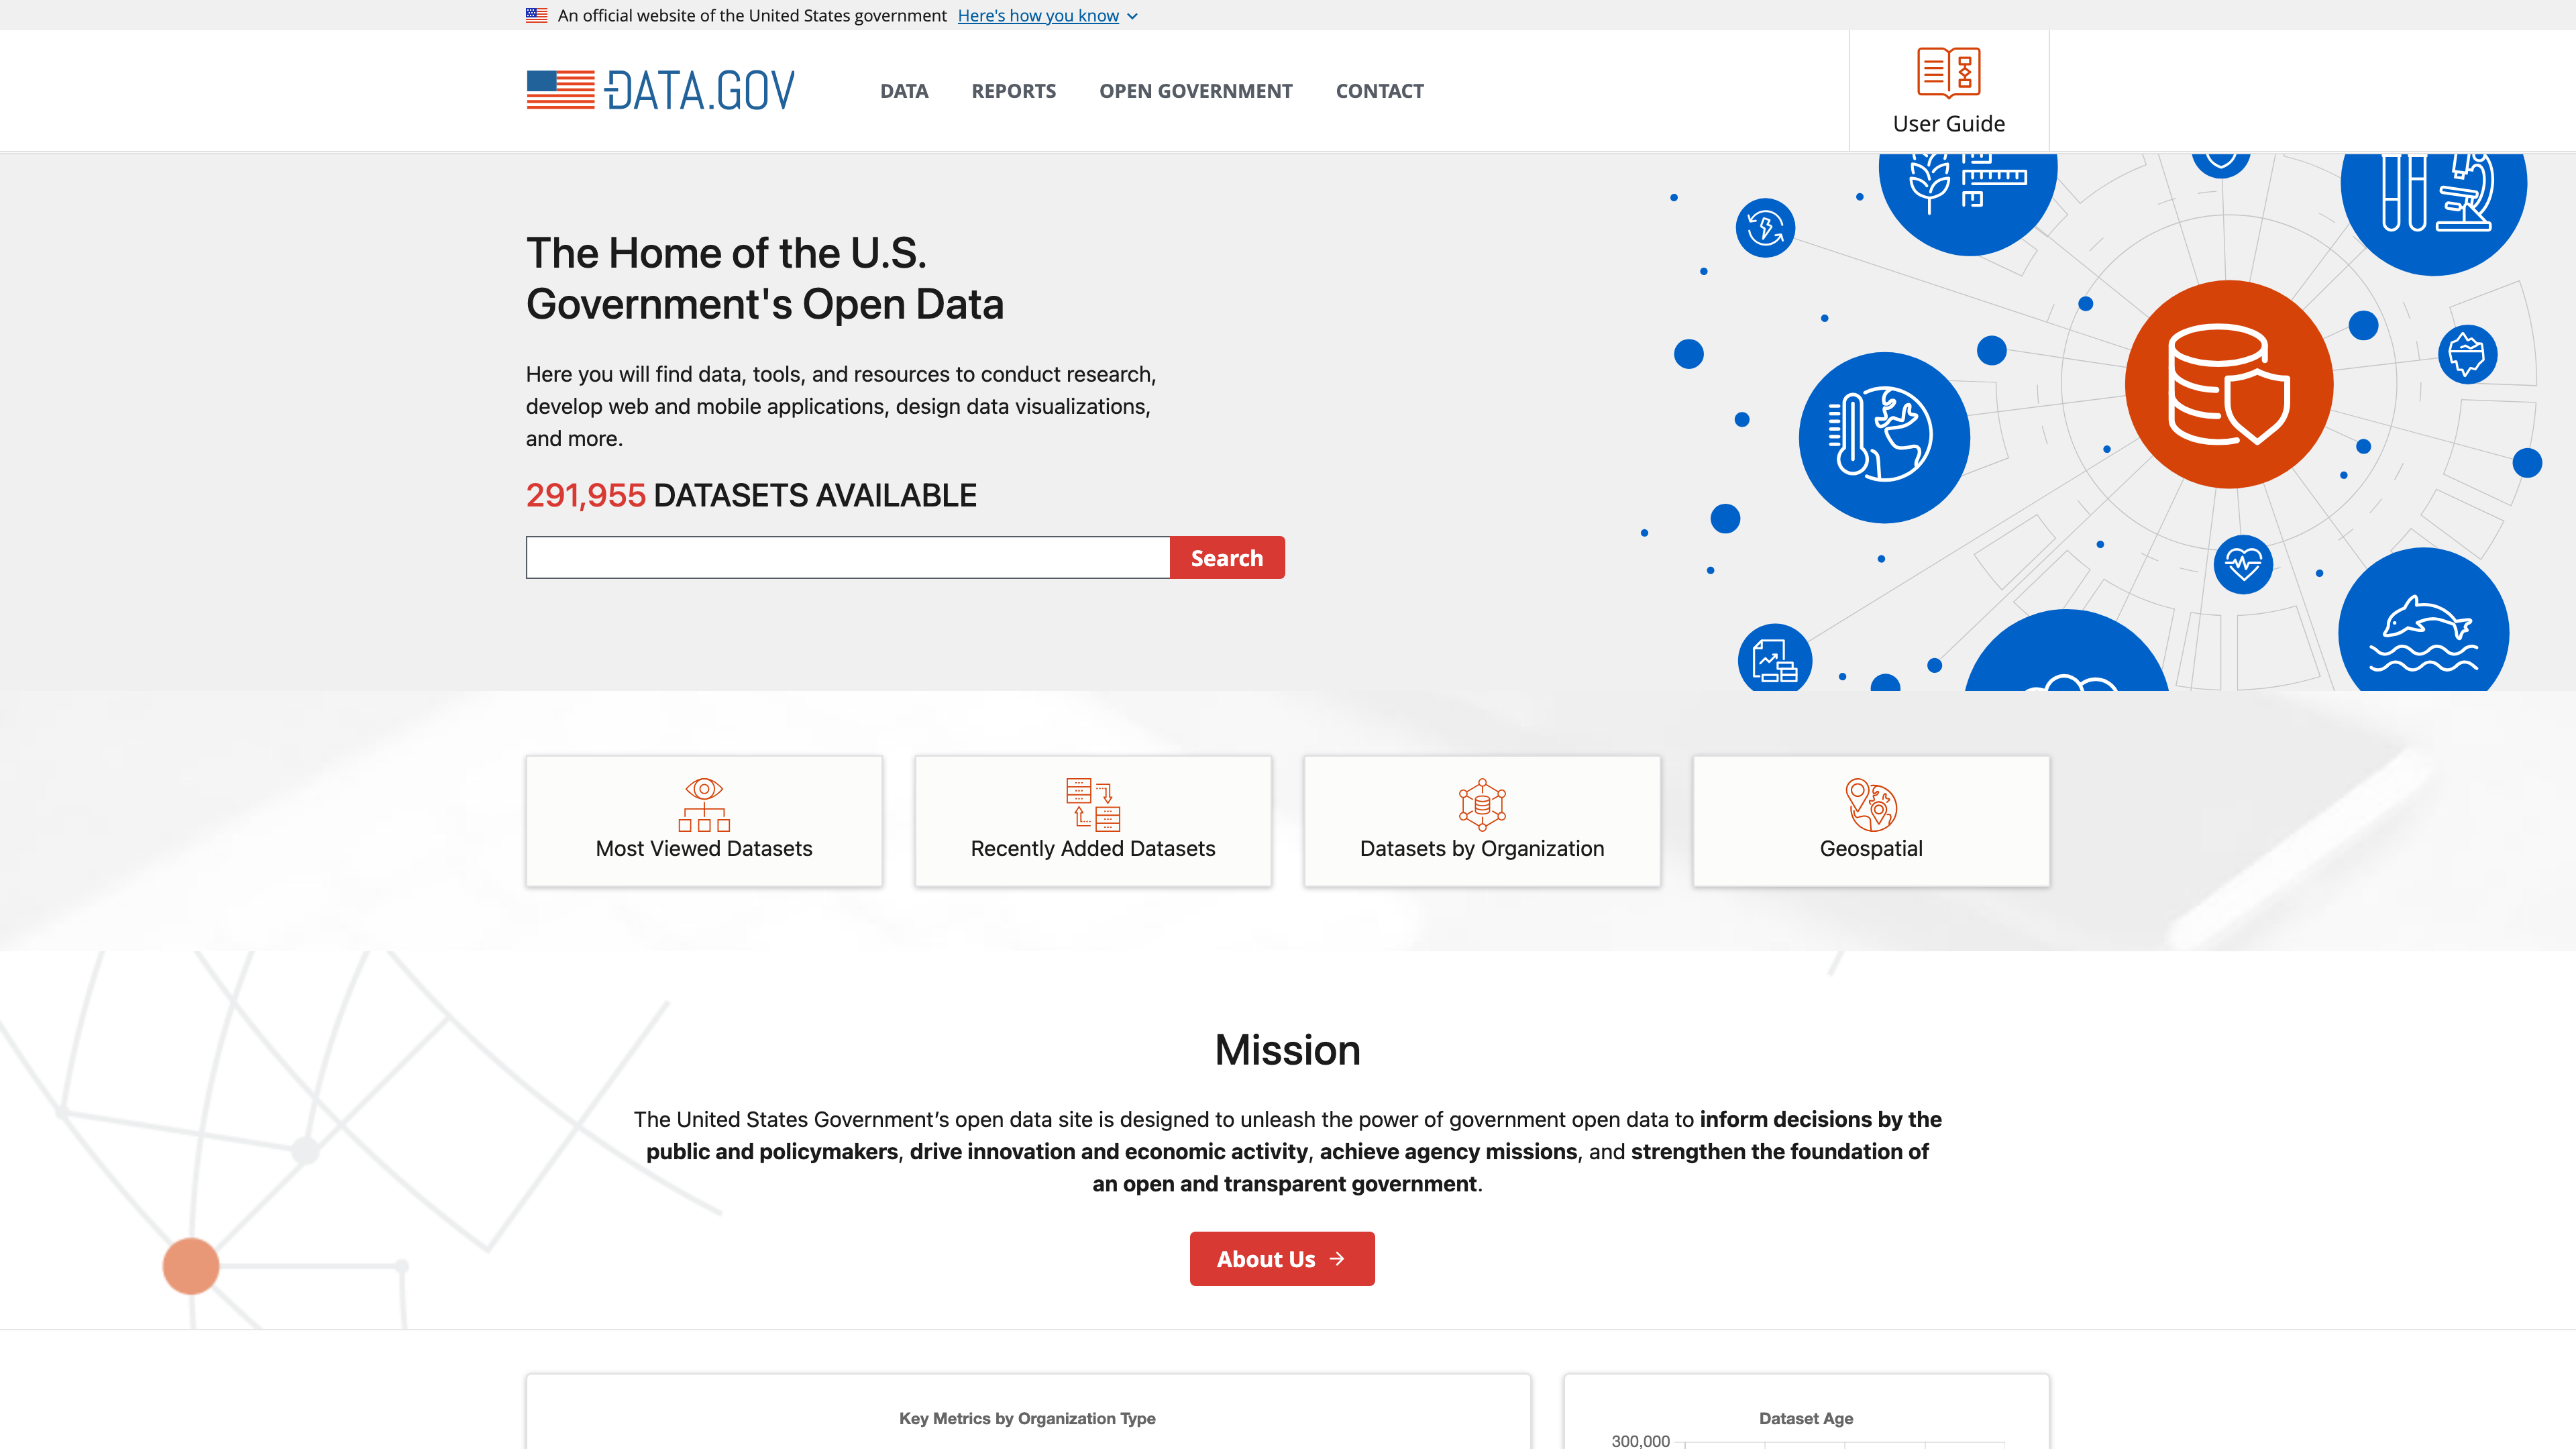 An official website of the United States government Here's how you know
DATA.GOV
DATA REPORTS OPEN GOVERNMENT CONTACT
User Guide
The Home of the U.S.
Government's Open Data
Here you will find data, tools, and resources to conduct research,
develop web and mobile applications, design data visualizations,
and more.
291,955 DATASETS AVAILABLE
Search
Most Viewed Datasets
Recently Added Datasets
Datasets by Organization
Geospatial
Mission
The United States Government’s open data site is designed to unleash the power of government open data to inform decisions by the
public and policymakers, drive innovation and economic activity, achieve agency missions, and strengthen the foundation of
an open and transparent government.
About Us
Key Metrics by Organization Type
Dataset Age
300,000